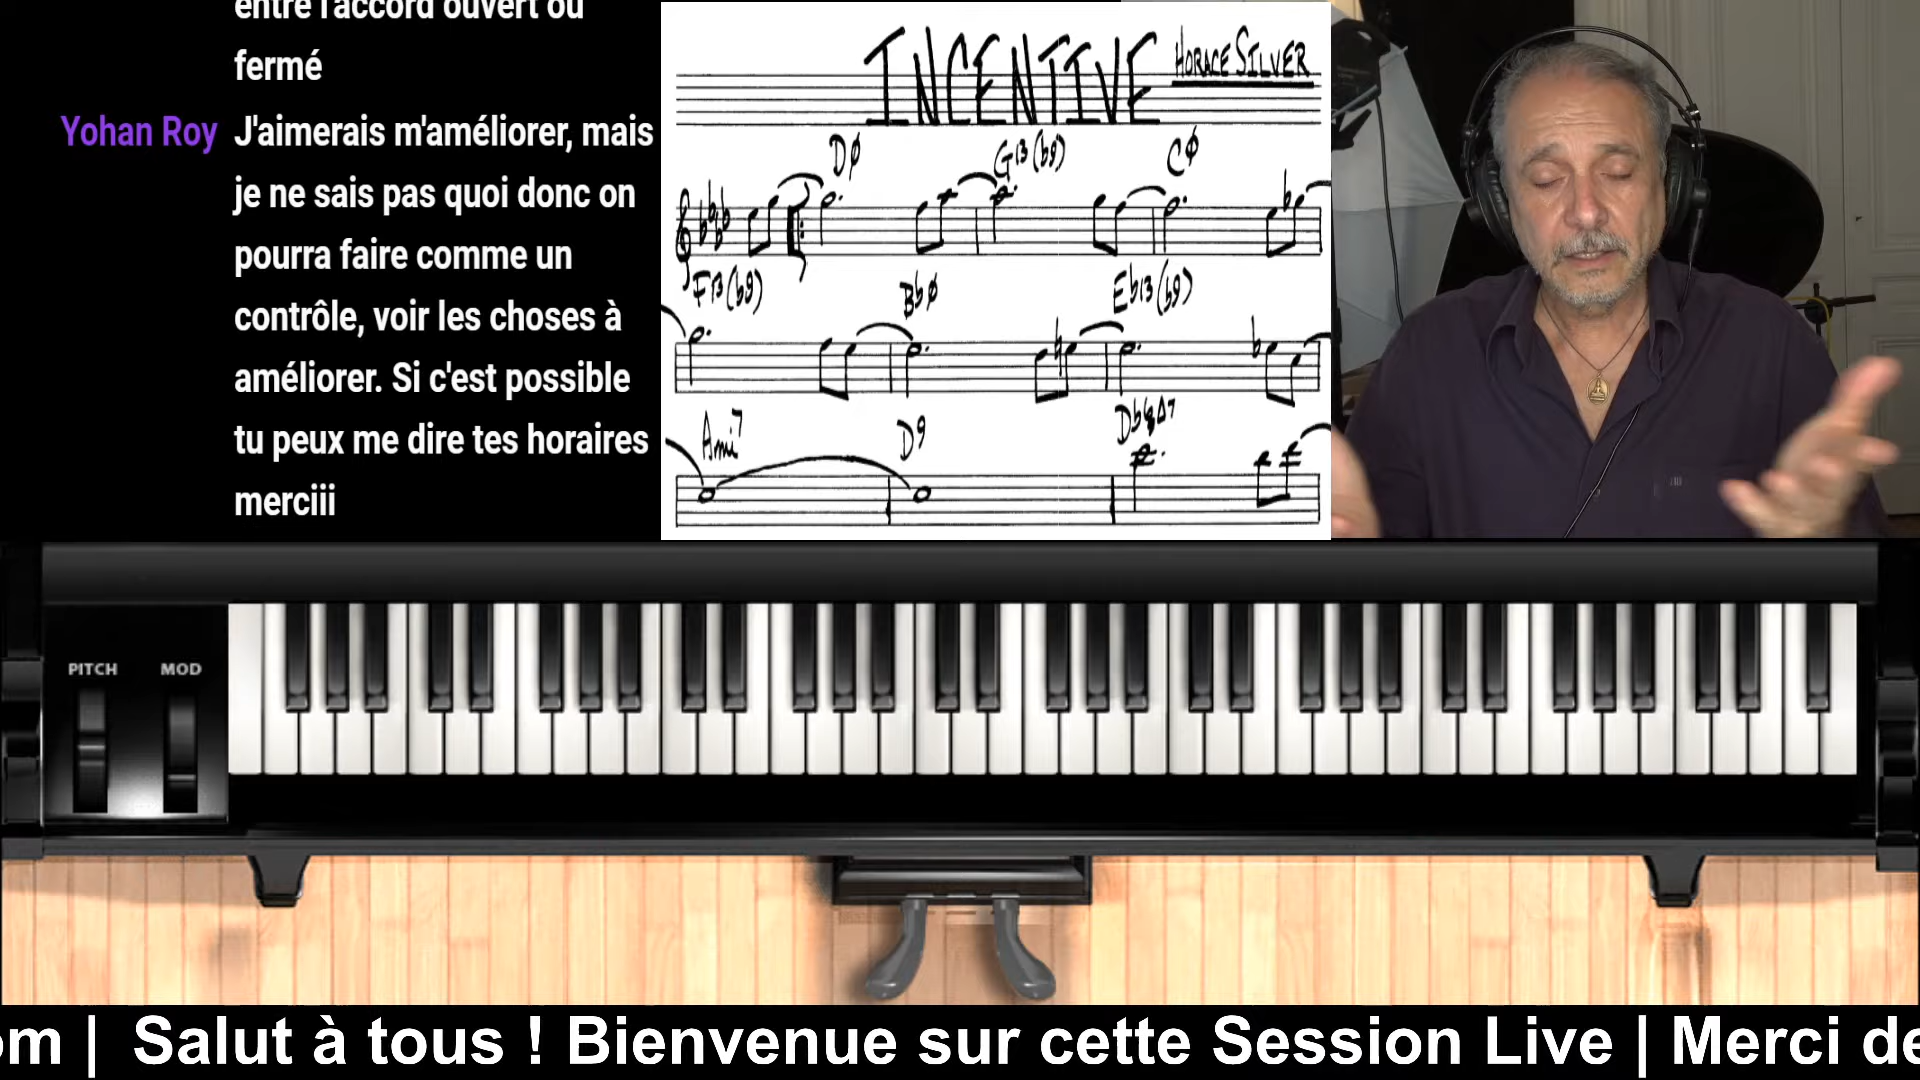 entre l'accord ouvert ou
fermé
Yohan Roy J'aimerais m'améliorer, mais
je ne sais pas quoi donc on
pourra faire comme un
contrôle, voir les choses à
améliorer. Si c'est possible
tu peux me dire tes horaires
merciii
INCENTIVE HORACE SILVER
DØ G13(b9) CØ
F13(b9) BbØ Eb13(b9)
Ami7 D9
PITCH MOD
om | Salut à tous ! Bienvenue sur cette Session Live | Merci de